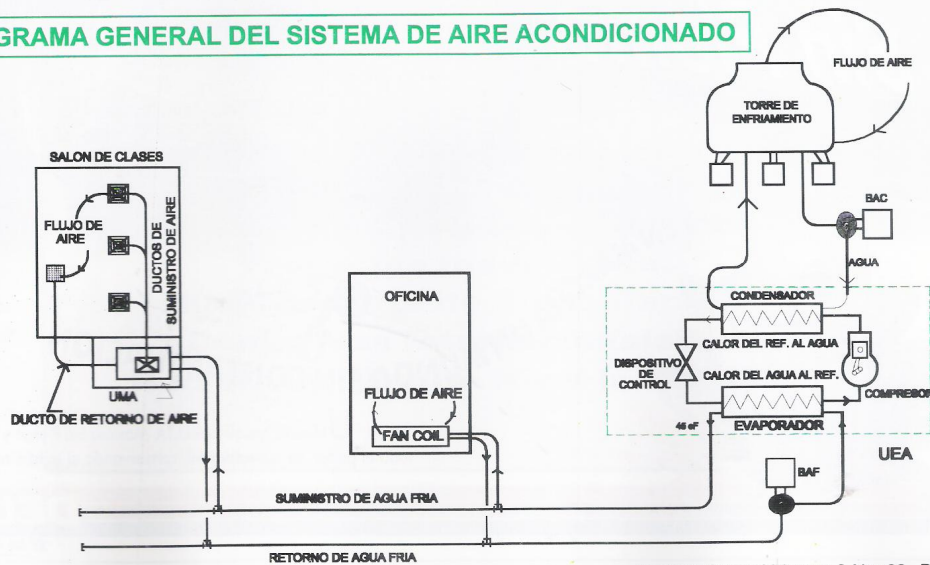 GRAMA GENERAL DEL SISTEMA DE AIRE ACONDICIONADO
FLUJO DE AIRE
TORRE DE
ENFRIAMIENTO
SALON DE CLASES
FLUJO DE
AIRE
DUCTOS DE
SUMINISTRO DE AIRE
BAC
AGUA
OFICINA
CONDENSADOR
CALOR DEL REF. AL AGUA
DISPOSITIVO
DE
CONTROL
CALOR DEL AGUA AL REF.
COMPRESOR
UMA
DUCTO DE RETORNO DE AIRE
FLUJO DE AIRE
FAN COIL
45 oF
EVAPORADOR
UEA
BAF
SUMINISTRO DE AGUA FRIA
RETORNO DE AGUA FRIA